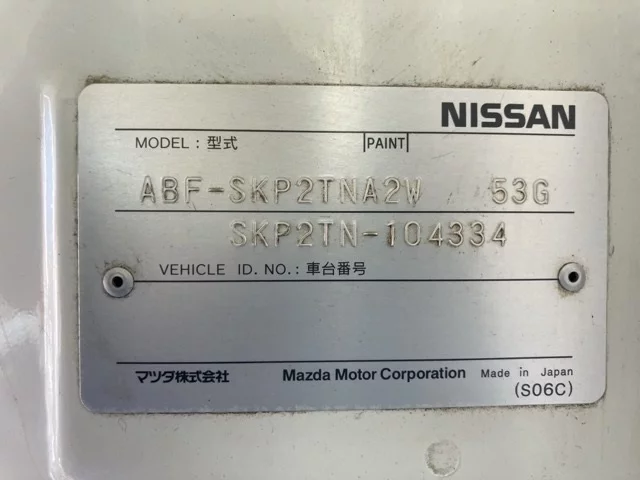 NISSAN
MODEL : 型式 PAINT
ABF-SKP2TNA2W 53G
SKP2TN-104334
VEHICLE ID. NO. : 車台番号
マツダ株式会社 Mazda Motor Corporation Made in Japan
(S06C)